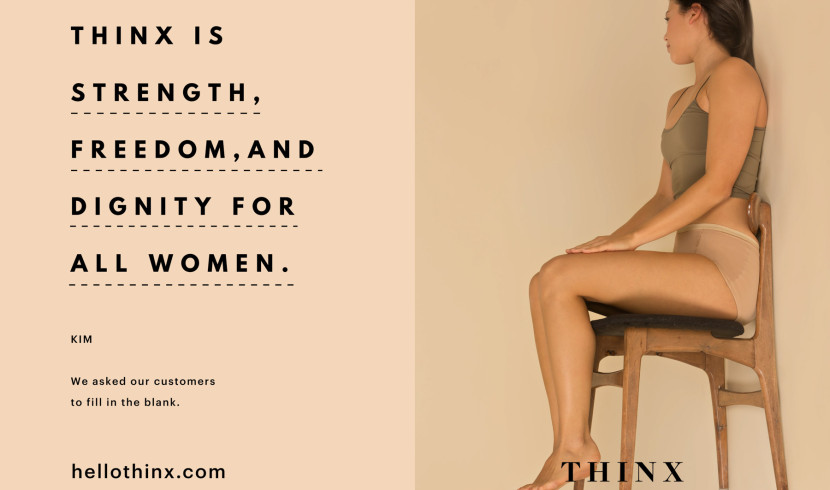 THINX IS
STRENGTH,
FREEDOM,AND
DIGNITY FOR
ALL WOMEN.
KIM
We asked our customers
to fill in the blank.
hellothinx.com
THINX